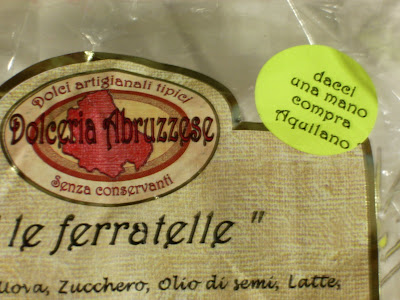 dacci
una mano
compra
Aquilano
Dolci artigianali tipici
Dolceria Abruzzese
Senza conservanti
le ferratelle "
Uova, Zucchero, Olio di semi, Latte,